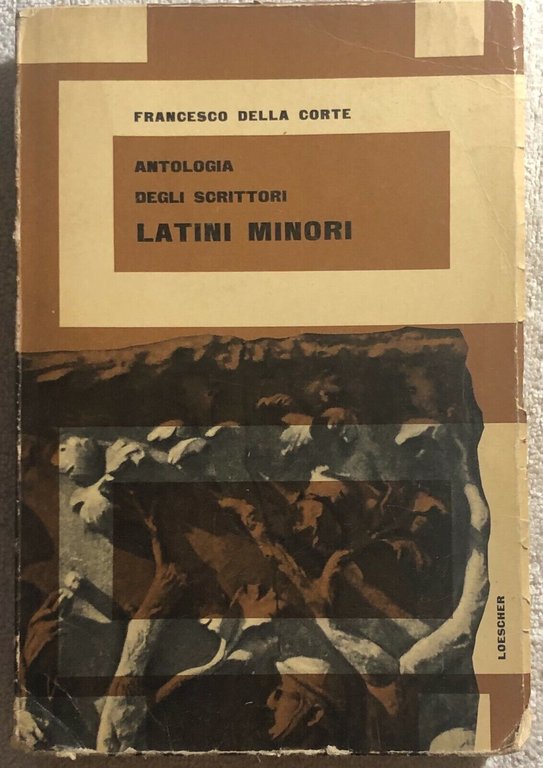 FRANCESCO DELLA CORTE
ANTOLOGIA
DEGLI SCRITTORI
LATINI MINORI
LOESCHER